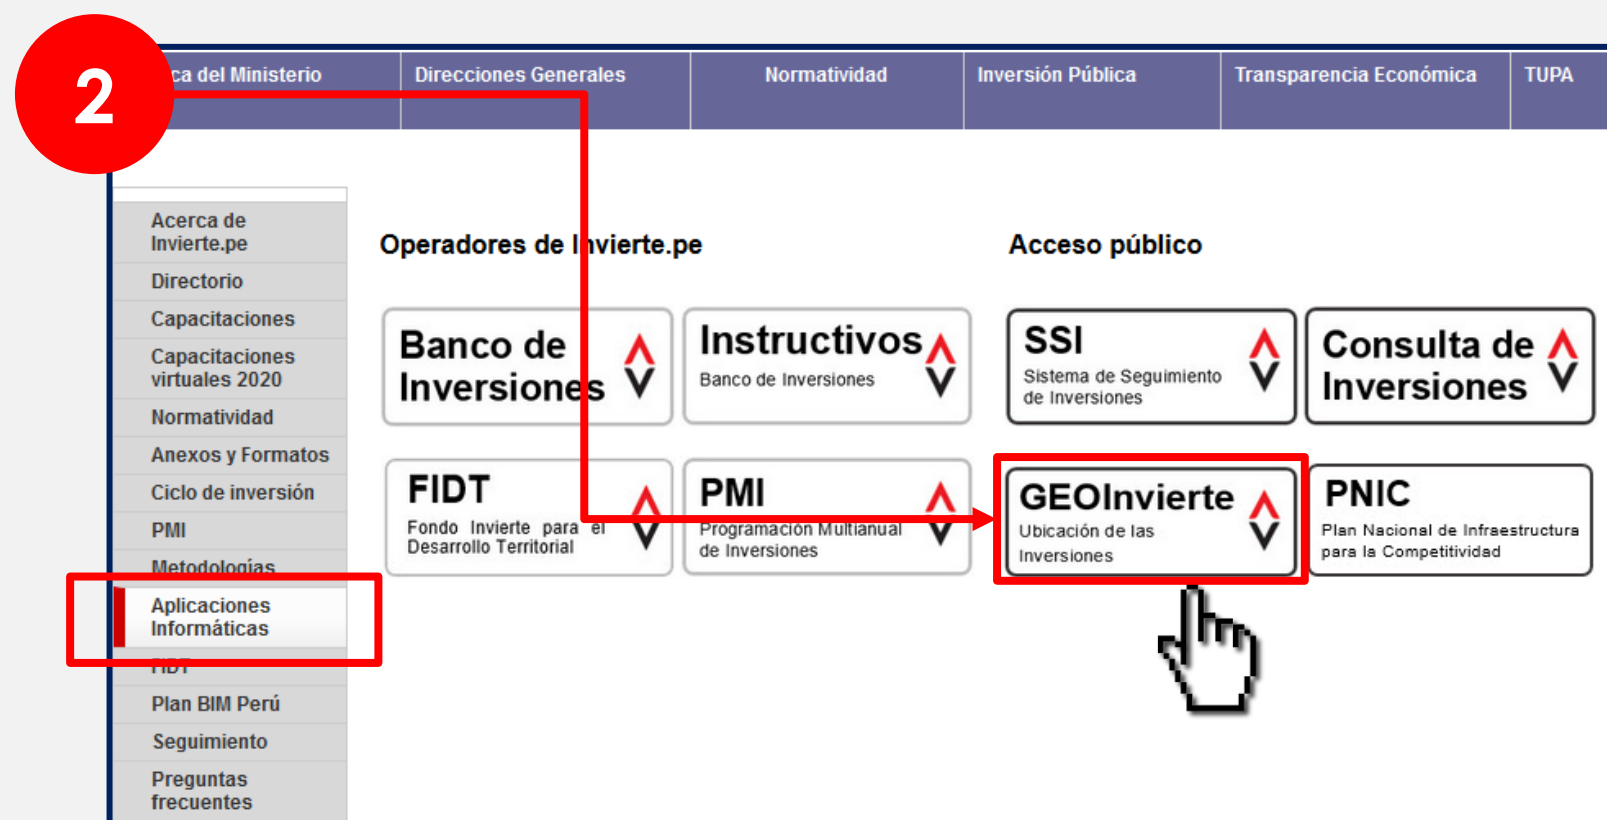 2
ca del Ministerio
Direcciones Generales
Normatividad
Inversión Pública
Transparencia Económica
TUPA
Acerca de
Invierte.pe
Directorio
Capacitaciones
Capacitaciones
virtuales 2020
Normatividad
Anexos y Formatos
Ciclo de inversión
PMI
Metodologías
Aplicaciones
Informáticas
FIDT
Plan BIM Perú
Seguimiento
Preguntas
frecuentes
Operadores de Invierte.pe
Banco de
Inversiones
Instructivos
Banco de Inversiones
FIDT
Fondo Invierte para el
Desarrollo Territorial
PMI
Programación Multianual
de Inversiones
Acceso público
SSI
Sistema de Seguimiento
de Inversiones
Consulta de
Inversiones
GEOInvierte
Ubicación de las
Inversiones
PNIC
Plan Nacional de Infraestructura
para la Competitividad